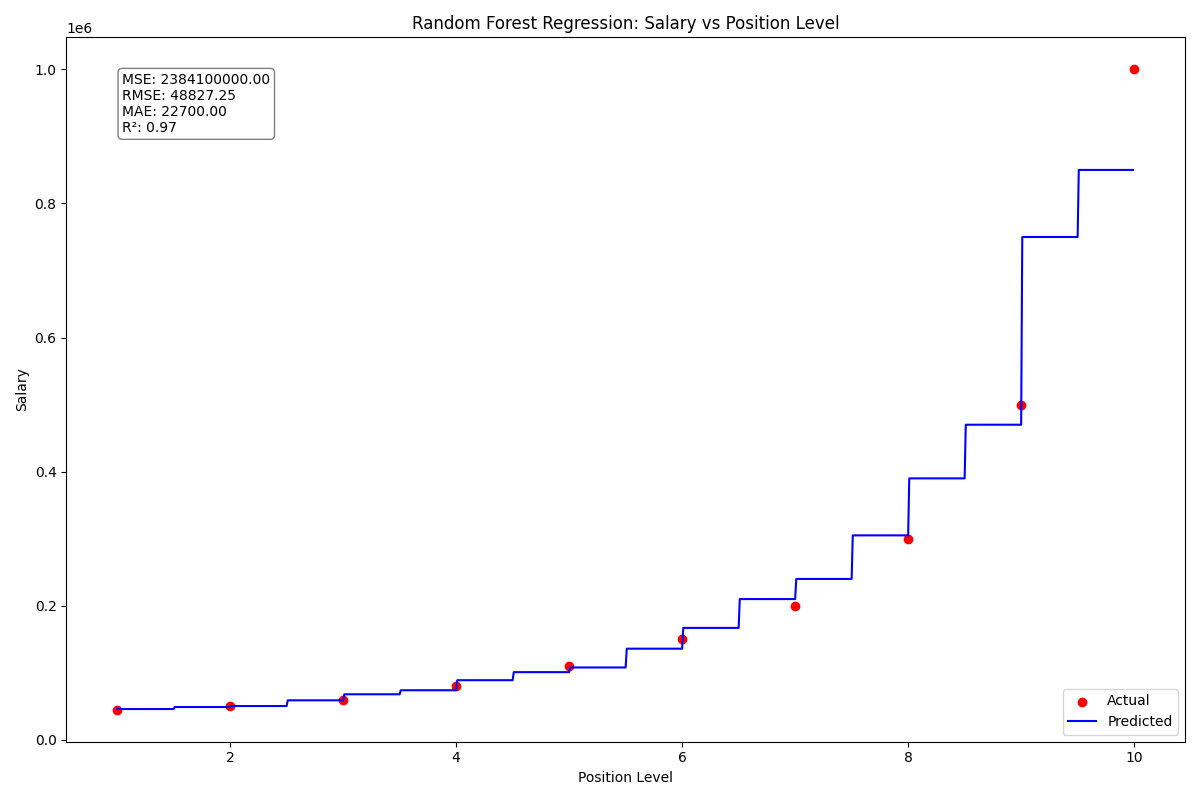 Random Forest Regression: Salary vs Position Level
1e6
MSE: 2384100000.00
RMSE: 48827.25
MAE: 22700.00
R²: 0.97
1.0
0.8
0.6
0.4
0.2
0.0
Salary
2 4 6 8 10
Position Level
Actual
Predicted